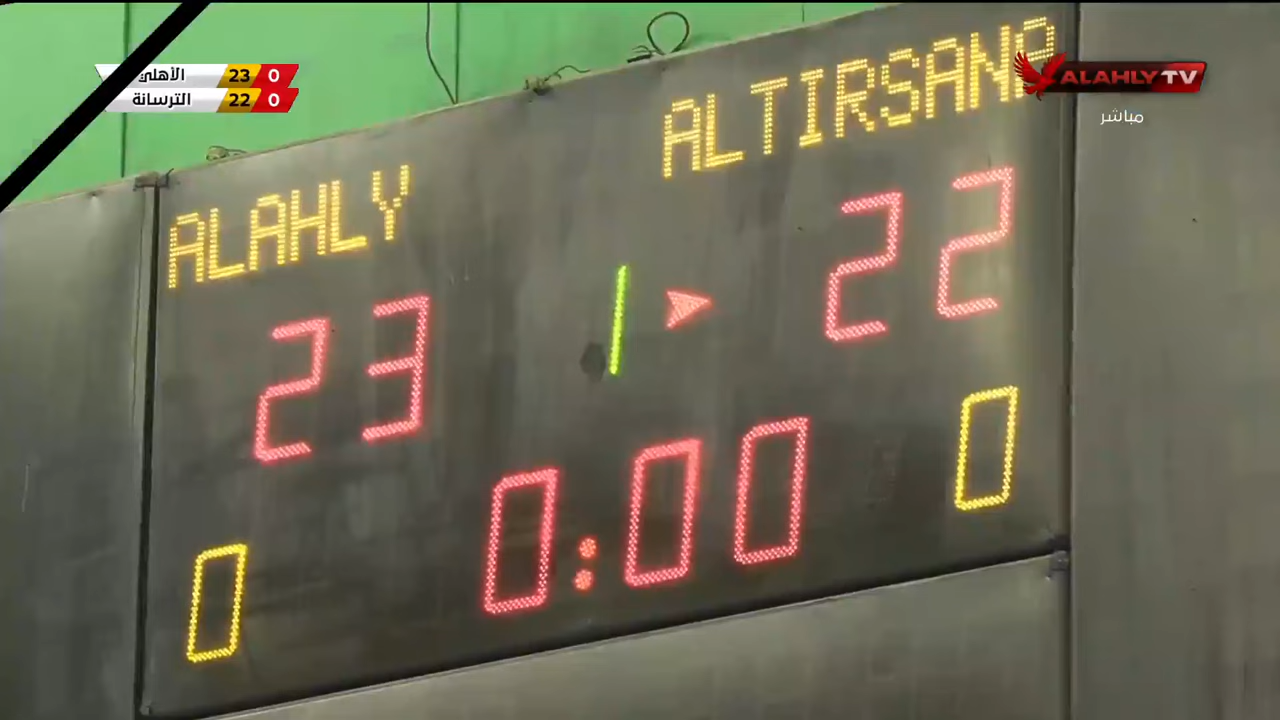 الأهلي 23 0
الترسانة 22 0
ALAHLY TV
مباشر
ALAHLY
ALTIRSANA
23
1
22
0:00
0
0